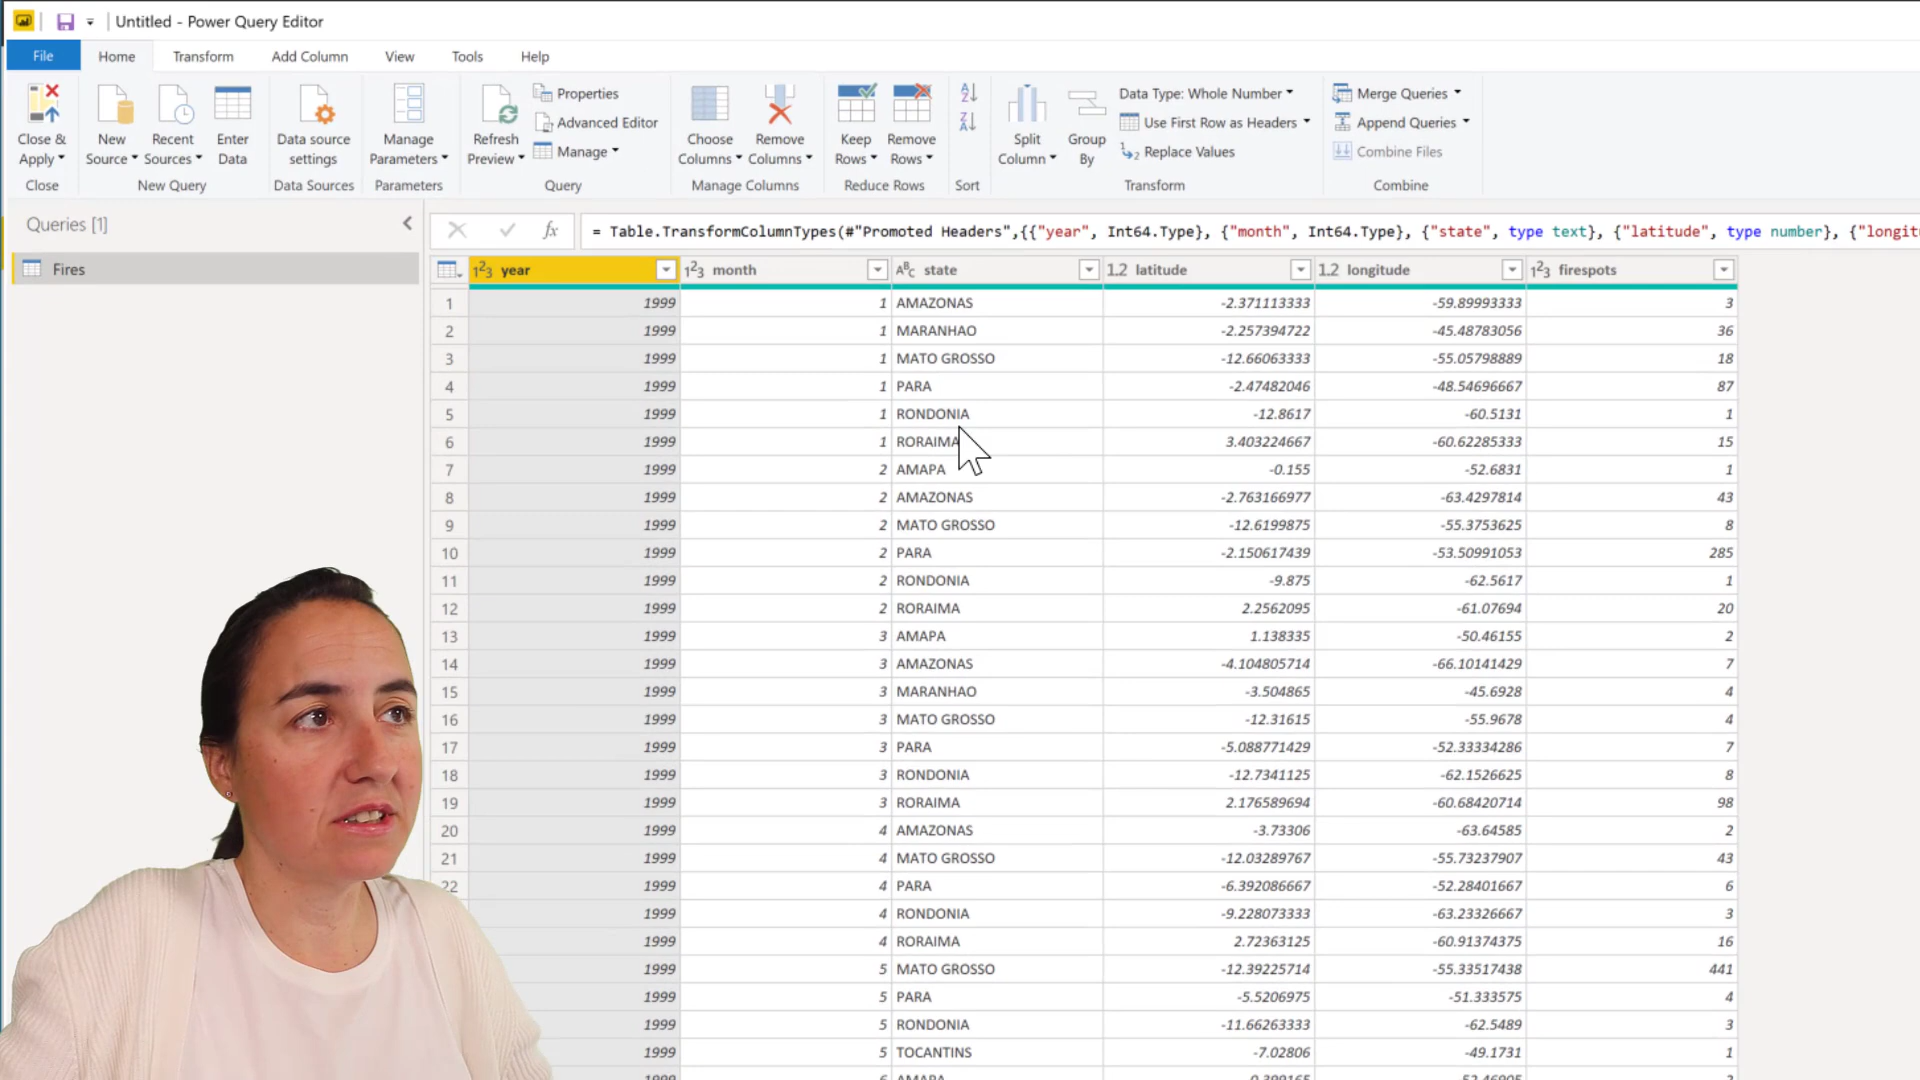 Untitled - Power Query Editor
File Home Transform Add Column View Tools Help
Close & Apply
New Source
Recent Sources
Enter Data
Data source settings
Manage Parameters
Refresh Preview
Properties
Advanced Editor
Manage
Choose Columns
Remove Columns
Keep Rows
Remove Rows
Split Column
Group By
Data Type: Whole Number
Use First Row as Headers
Replace Values
Merge Queries
Append Queries
Combine Files
Close New Query Data Sources Parameters Query Manage Columns Reduce Rows Sort Transform Combine
Queries [1]
Fires
fx = Table.TransformColumnTypes(#"Promoted Headers",{{"year", Int64.Type}, {"month", Int64.Type}, {"state", type text}, {"latitude", type number}, {"longit
123 year 123 month ABC state 1.2 latitude 1.2 longitude 123 firespots
1 1999 1 AMAZONAS -2.371113333 -59.89993333 3
2 1999 1 MARANHAO -2.257394722 -45.48783056 36
3 1999 1 MATO GROSSO -12.66063333 -55.05798889 18
4 1999 1 PARA -2.47482046 -48.54696667 87
5 1999 1 RONDONIA -12.8617 -60.5131 1
6 1999 1 RORAIMA 3.403224667 -60.62285333 15
7 1999 2 AMAPA -0.155 -52.6831 1
8 1999 2 AMAZONAS -2.763166977 -63.4297814 43
9 1999 2 MATO GROSSO -12.6199875 -55.3753625 8
10 1999 2 PARA -2.150617439 -53.50991053 285
11 1999 2 RONDONIA -9.875 -62.5617 1
12 1999 2 RORAIMA 2.2562095 -61.07694 20
13 1999 3 AMAPA 1.138335 -50.46155 2
14 1999 3 AMAZONAS -4.104805714 -66.10141429 7
15 1999 3 MARANHAO -3.504865 -45.6928 4
16 1999 3 MATO GROSSO -12.31615 -55.9678 4
17 1999 3 PARA -5.088771429 -52.33334286 7
18 1999 3 RONDONIA -12.7341125 -62.1526625 8
19 1999 3 RORAIMA 2.176589694 -60.68420714 98
20 1999 4 AMAZONAS -3.73306 -63.64585 2
21 1999 4 MATO GROSSO -12.03289767 -55.73237907 43
22 1999 4 PARA -6.392086667 -52.28401667 6
1999 4 RONDONIA -9.228073333 -63.23326667 3
1999 4 RORAIMA 2.72363125 -60.91374375 16
1999 5 MATO GROSSO -12.39225714 -55.33517438 441
1999 5 PARA -5.5206975 -51.333575 4
1999 5 RONDONIA -11.66263333 -62.5489 3
1999 5 TOCANTINS -7.02806 -49.1731 1
1999 6 AMAPA